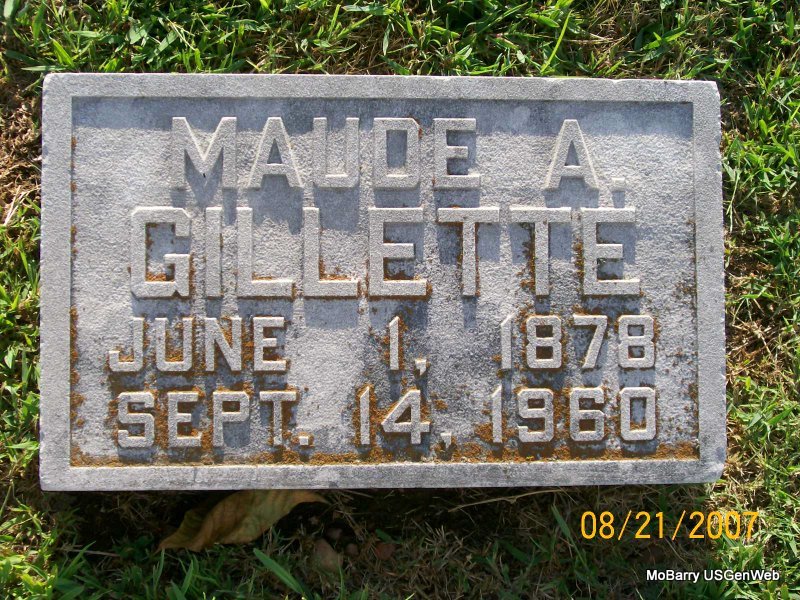 MAUDE A.
GILLETTE
JUNE 1, 1878
SEPT. 14, 1960
08/21/2007
MoBarry USGenWeb